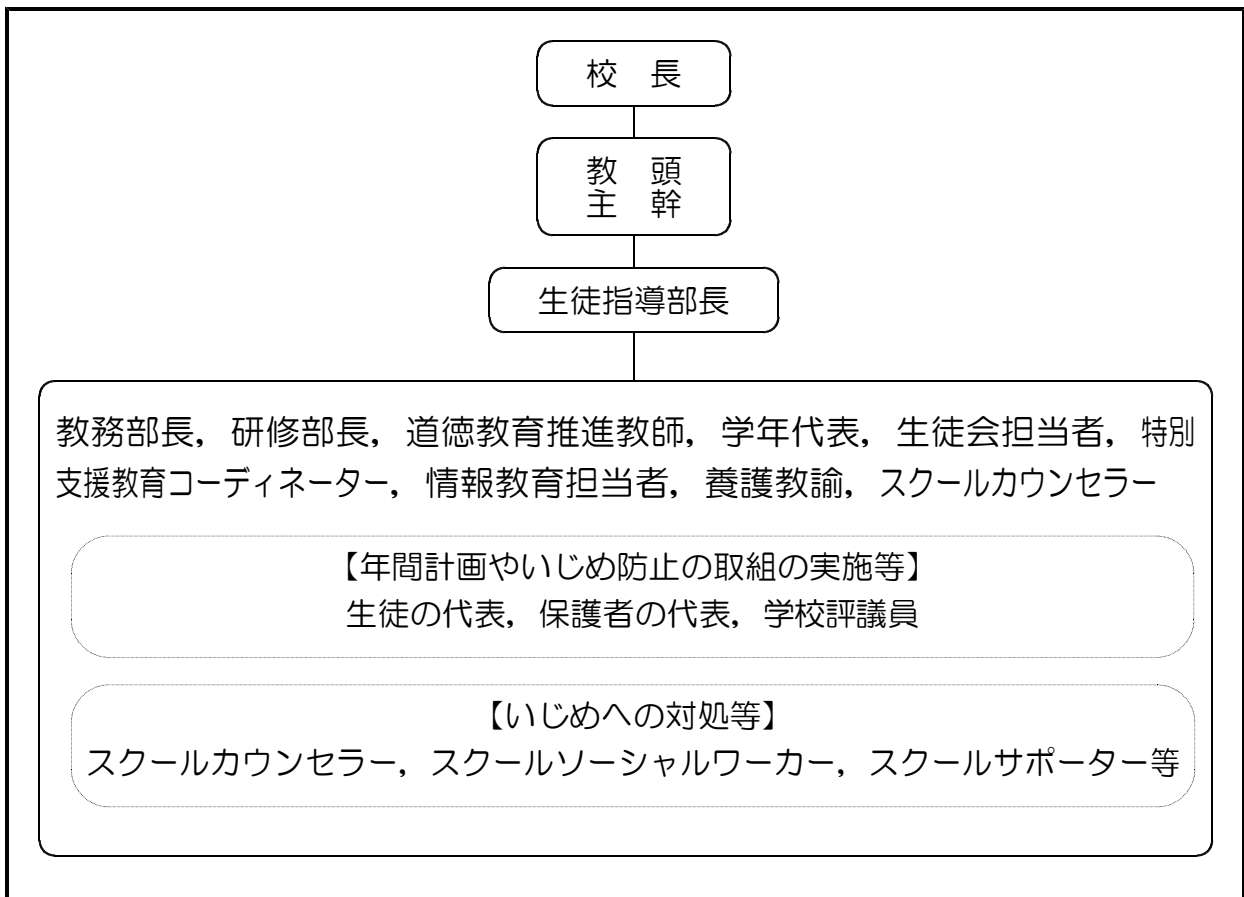 校　長
教　頭
主　幹
生徒指導部長
教務部長，研修部長，道徳教育推進教師，学年代表，生徒会担当者，特別
支援教育コーディネーター，情報教育担当者，養護教諭，スクールカウンセラー
【年間計画やいじめ防止の取組の実施等】
生徒の代表，保護者の代表，学校評議員
【いじめへの対処等】
スクールカウンセラー，スクールソーシャルワーカー，スクールサポーター等